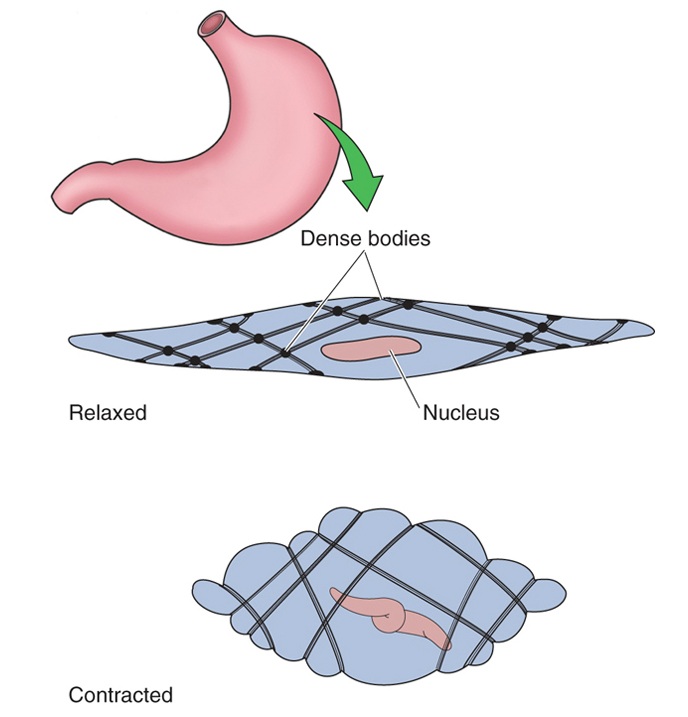 Dense bodies
Relaxed
Nucleus
Contracted